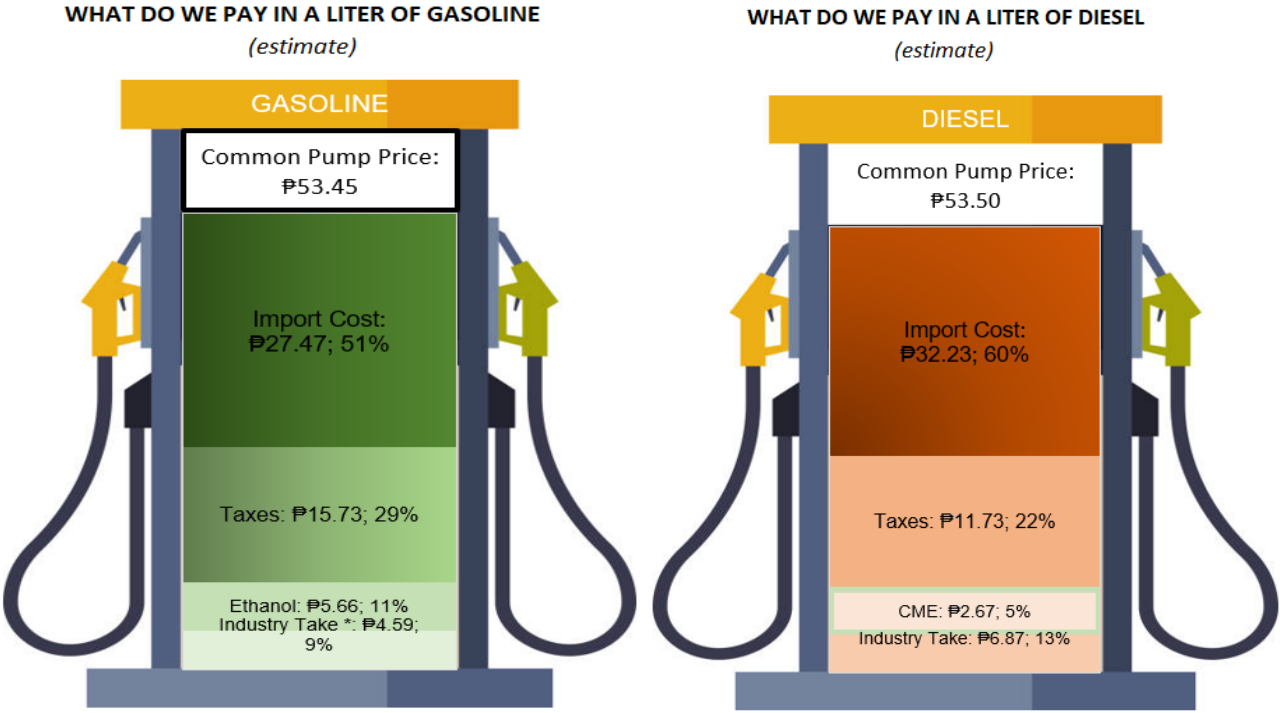 WHAT DO WE PAY IN A LITER OF GASOLINE
(estimate)
GASOLINE
Common Pump Price:
₱53.45
Import Cost:
₱27.47; 51%
Taxes: ₱15.73; 29%
Ethanol: ₱5.66; 11%
Industry Take *: ₱4.59;
9%
WHAT DO WE PAY IN A LITER OF DIESEL
(estimate)
DIESEL
Common Pump Price:
₱53.50
Import Cost:
₱32.23; 60%
Taxes: ₱11.73; 22%
CME: ₱2.67; 5%
Industry Take: ₱6.87; 13%